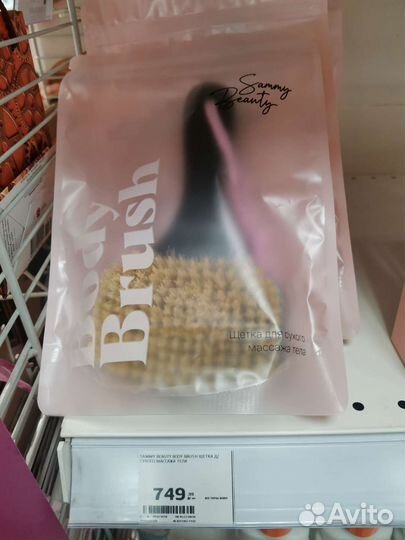 Sammy
Beauty
Body
Brush
Щетка для сухого
массажа тела
SAMMY BEAUTY BODY BRUSH ЩЕТКА Д/
СУХОГО МАССАЖА ТЕЛА
749
Avito